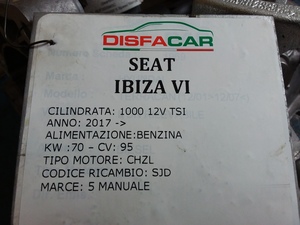 DISFACAR
SEAT
IBIZA VI
CILINDRATA: 1000 12V TSI
ANNO: 2017 ->
ALIMENTAZIONE:BENZINA
KW :70 - CV: 95
TIPO MOTORE: CHZL
CODICE RICAMBIO: SJD
MARCE: 5 MANUALE